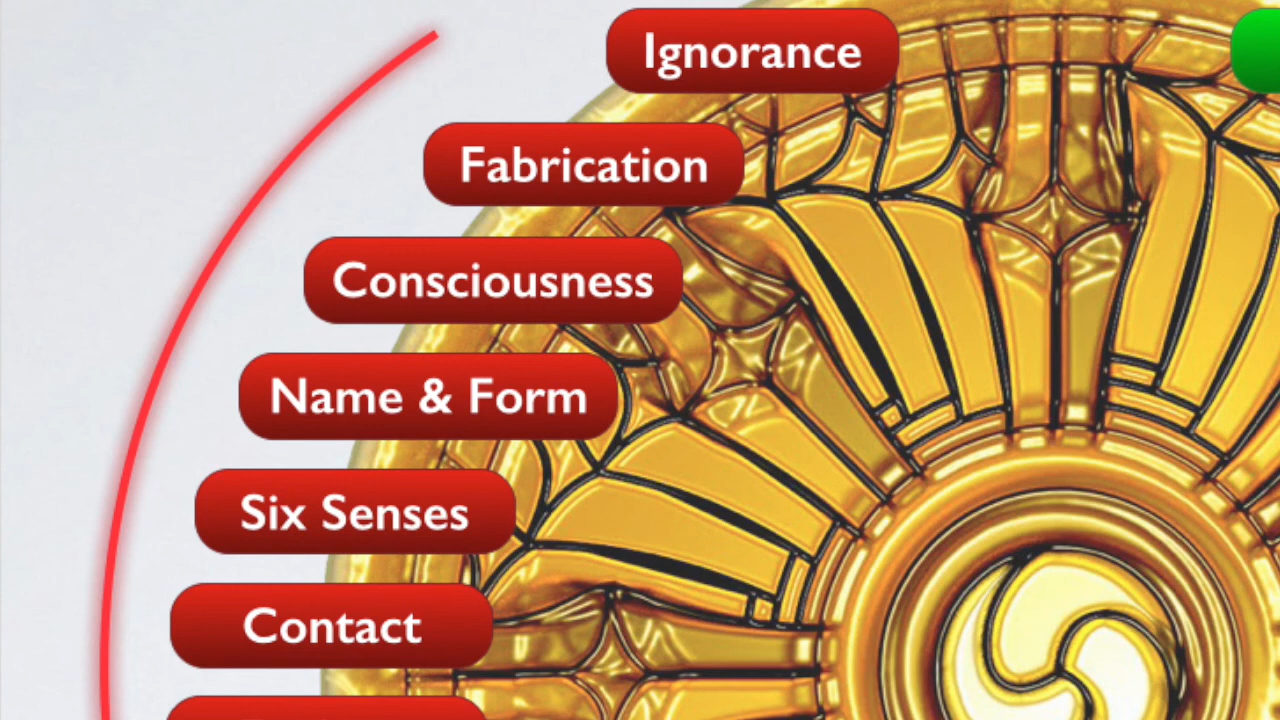 Ignorance
Fabrication
Consciousness
Name & Form
Six Senses
Contact